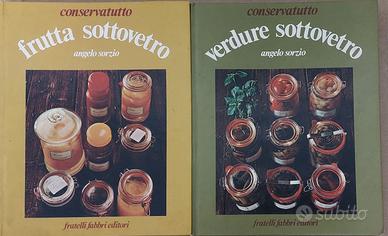 conservatutto
frutta sottovetro
angelo sorzio
fratelli fabbri editori
conservatutto
verdure sottovetro
angelo sorzio
fratelli fabbri editori
subito